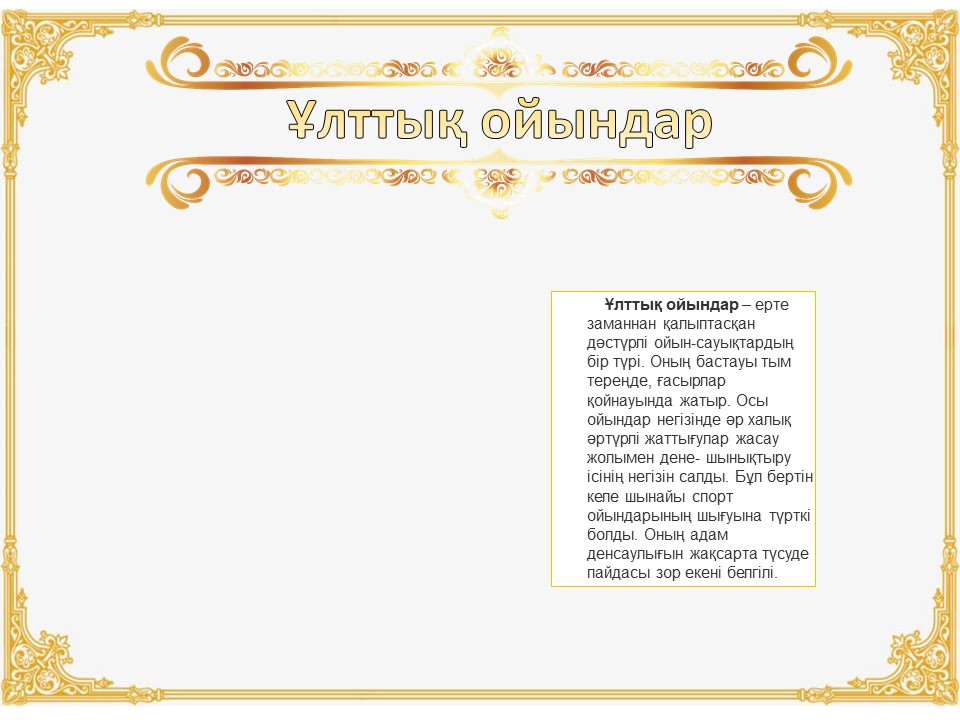 Ұлттық ойындар
Ұлттық ойындар – ерте
заманнан қалыптасқан
дәстүрлі ойын-сауықтардың
бір түрі. Оның бастауы тым
тереңде, ғасырлар
қойнауында жатыр. Осы
ойындар негізінде әр халық
әртүрлі жаттығулар жасау
жолымен дене- шынықтыру
ісінің негізін салды. Бұл бертін
келе шынайы спорт
ойындарының шығуына түрткі
болды. Оның адам
денсаулығын жақсарта түсуде
пайдасы зор екені белгілі.